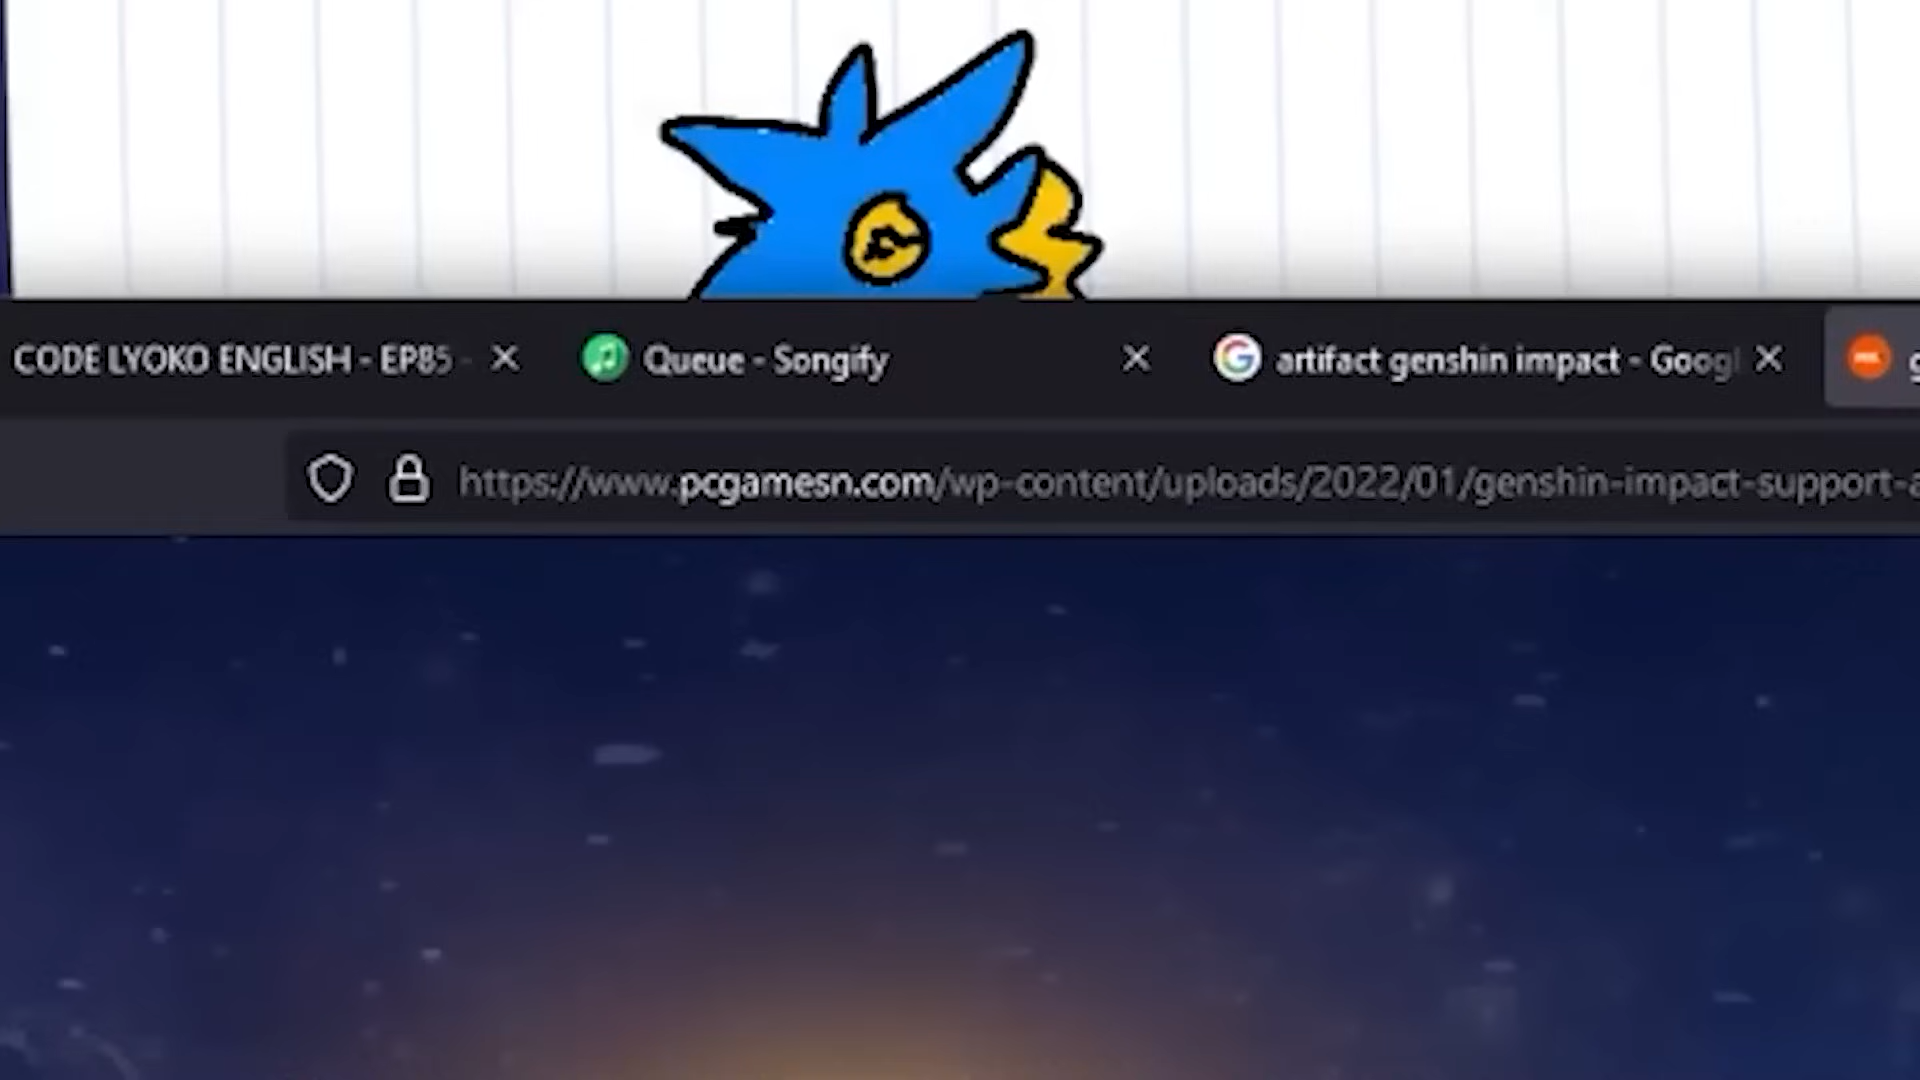 CODE LYOKO ENGLISH - EP85 -
Queue - Songify
artifact genshin impact - Googl
g
https://www.pcgamesn.com/wp-content/uploads/2022/01/genshin-impact-support-a